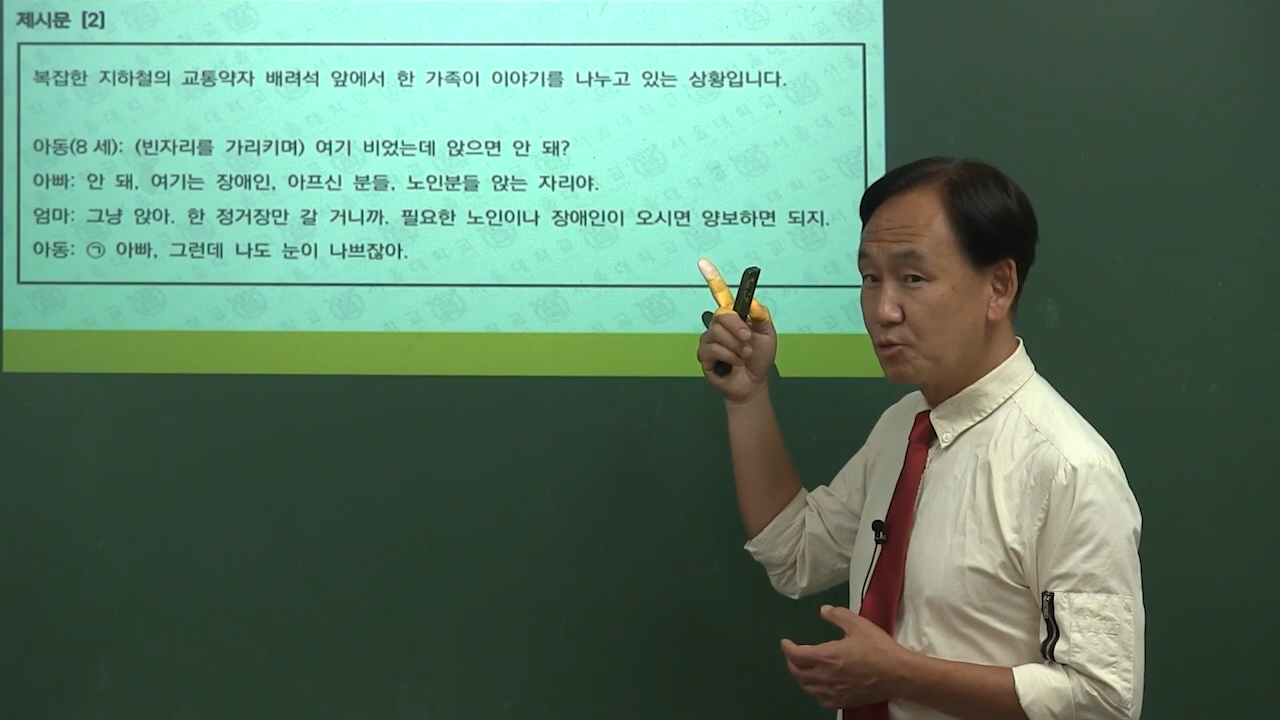 제시문 [2]
복잡한 지하철의 교통약자 배려석 앞에서 한 가족이 이야기를 나누고 있는 상황입니다.
아동(8 세): (빈자리를 가리키며) 여기 비었는데 앉으면 안 돼?
아빠: 안 돼, 여기는 장애인, 아프신 분들, 노인분들 앉는 자리야.
엄마: 그냥 앉아. 한 정거장만 갈 거니까. 필요한 노인이나 장애인이 오시면 양보하면 되지.
아동: ㉠ 아빠, 그런데 나도 눈이 나쁘잖아.